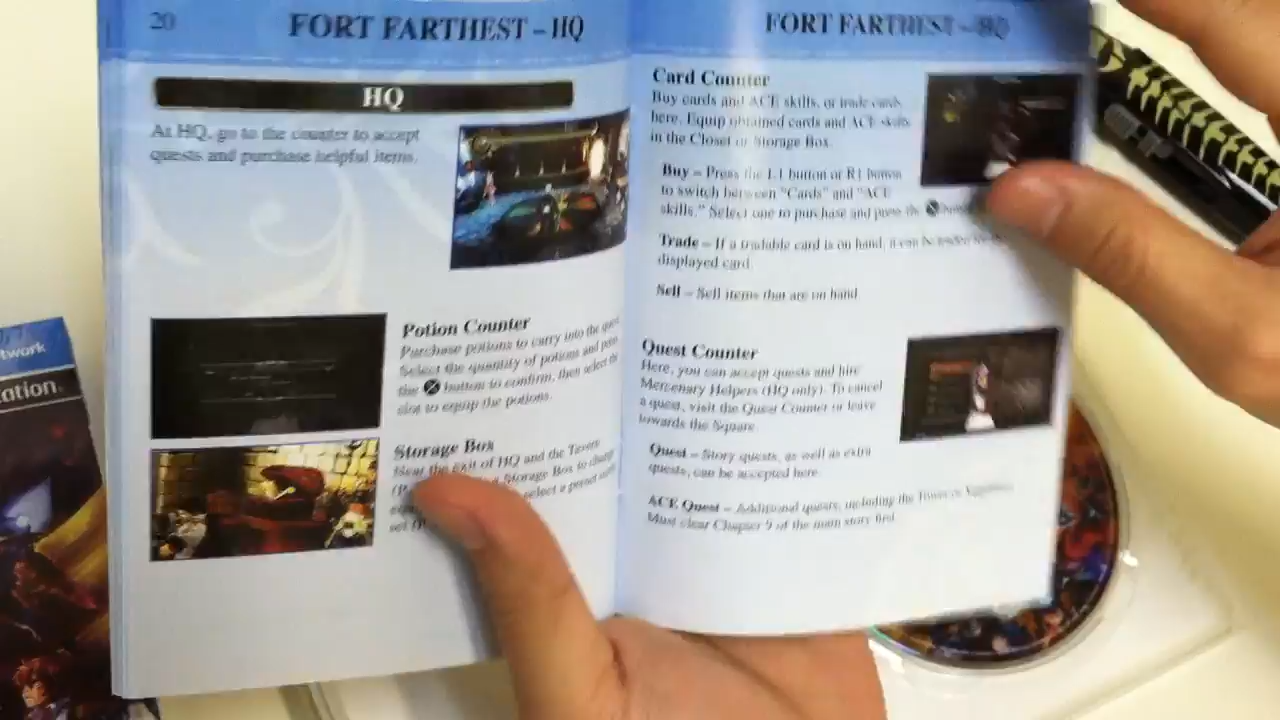 20
FORT FARTHEST – HQ
HQ
At HQ, go to the counter to accept
quests and purchase helpful items.
Potion Counter
Purchase potions to carry into the
Select the quantity of potions and
the button to confirm, then select
slot to equip the potions.
Storage Box
Near the exit of HQ and the Tavern
a Storage Box to
select a preset
set
FORT FARTHEST – HQ
Card Counter
Buy cards and ACE skills, or trade cards
here. Equip obtained cards and ACE skills
in the Closet or Storage Box.
Buy – Press the L1 button or R1 button
to switch between "Cards" and "ACE
skills." Select one to purchase and press the
Trade – If a tradable card is on hand, it can be
displayed card.
Sell – Sell items that are on hand.
Quest Counter
Here, you can accept quests and hire
Mercenary Helpers (HQ only). To cancel
a quest, visit the Quest Counter or leave
towards the Square.
Quest – Story quests, as well as extra
quests, can be accepted here.
ACE Quest – Additional quests, including the Tower of
Must clear Chapter 9 of the main story first.
twork
ation